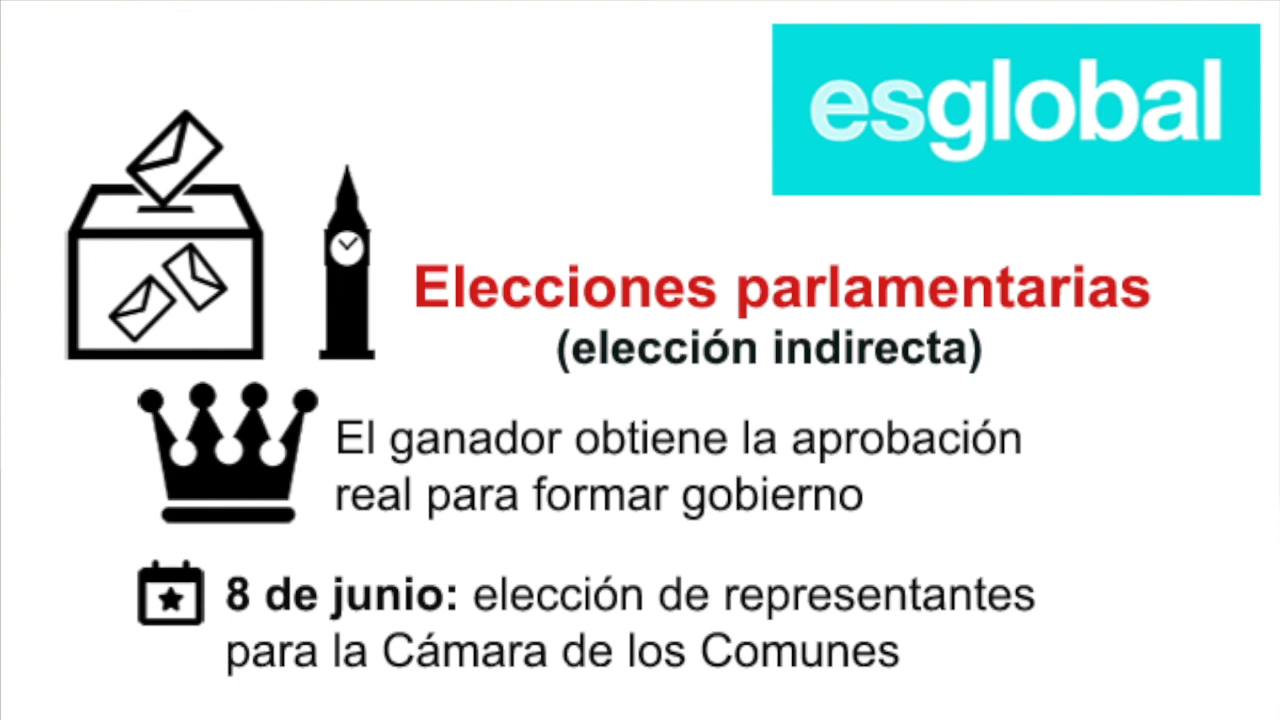 esglobal
Elecciones parlamentarias
(elección indirecta)
El ganador obtiene la aprobación
real para formar gobierno
8 de junio: elección de representantes
para la Cámara de los Comunes